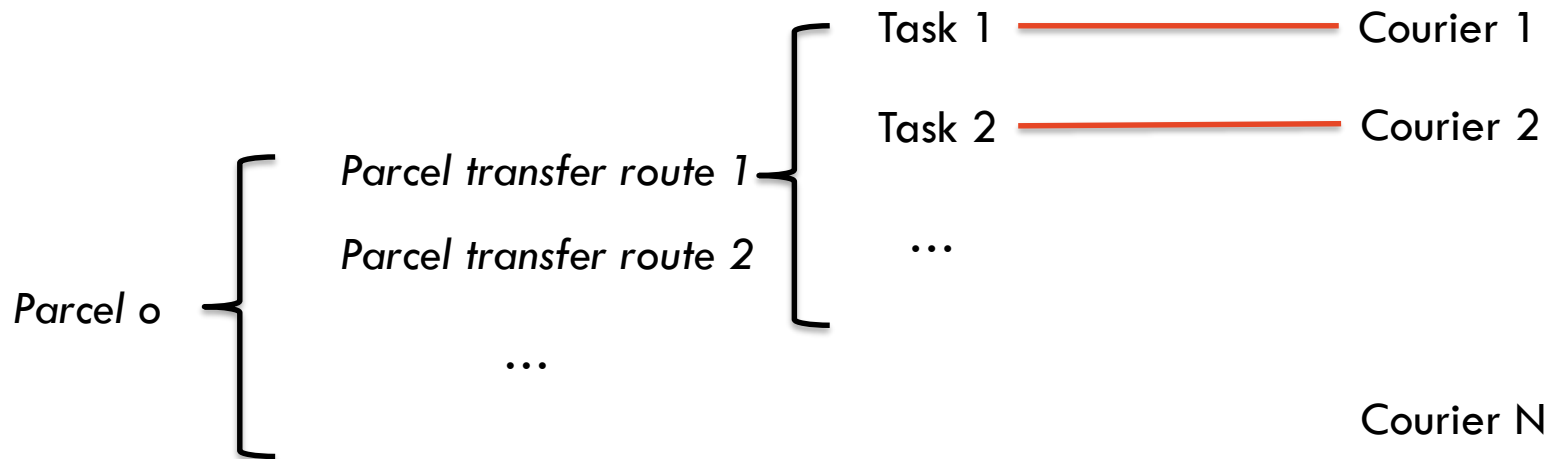 Task 1 Courier 1
Task 2 Courier 2
Parcel transfer route 1
Parcel transfer route 2
...
Parcel o
...
Courier N